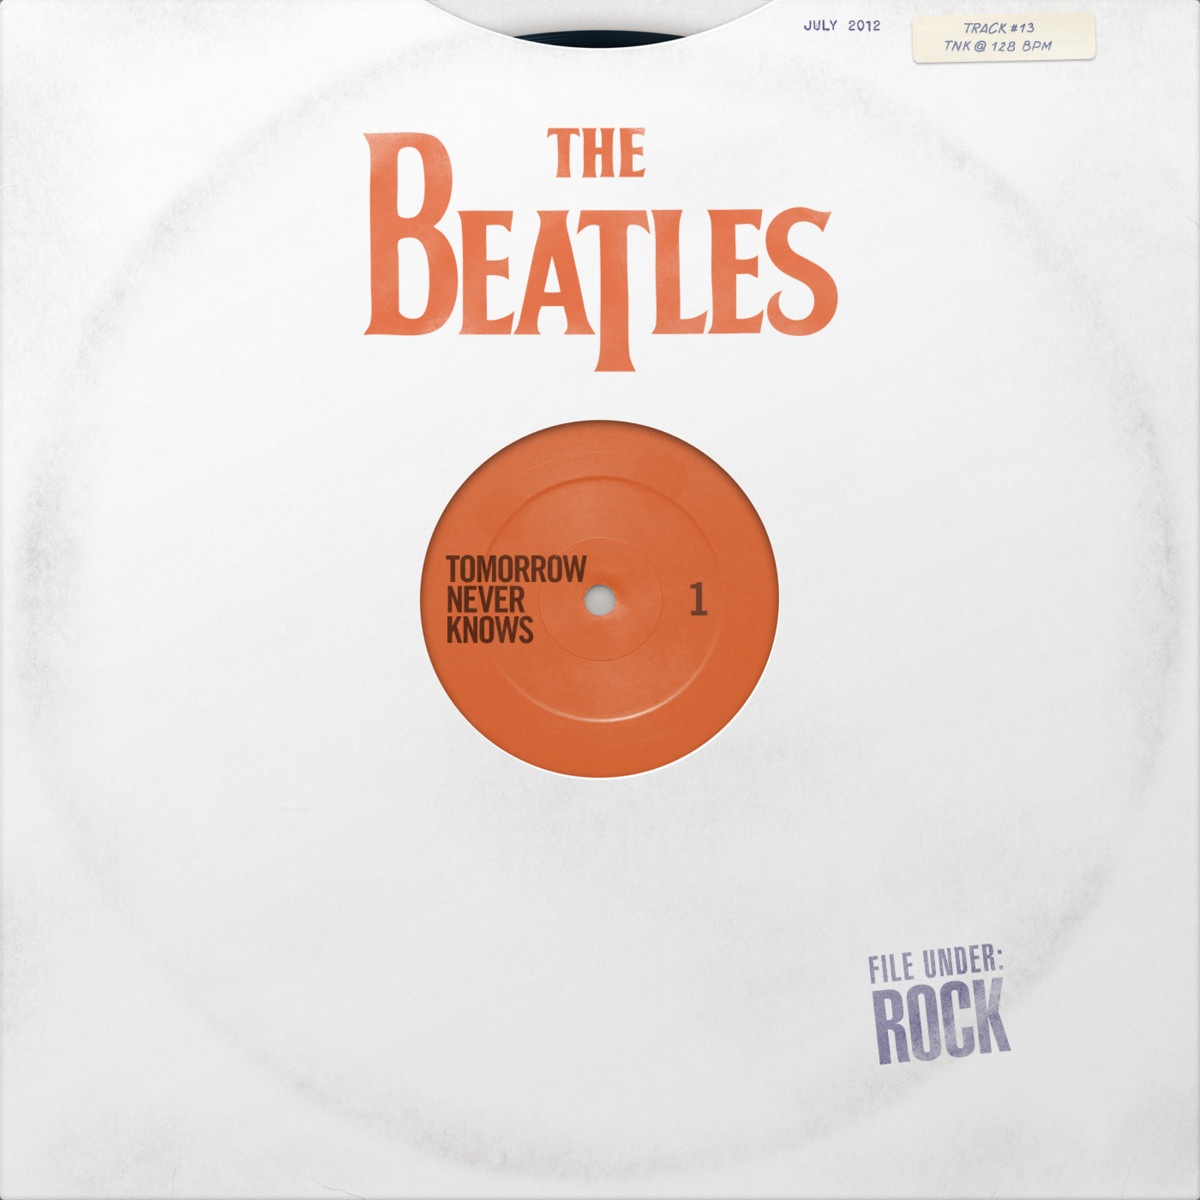 JULY 2012
TRACK #13
TNK @ 128 BPM
THE
BEATLES
TOMORROW
NEVER
KNOWS
1
FILE UNDER:
ROCK